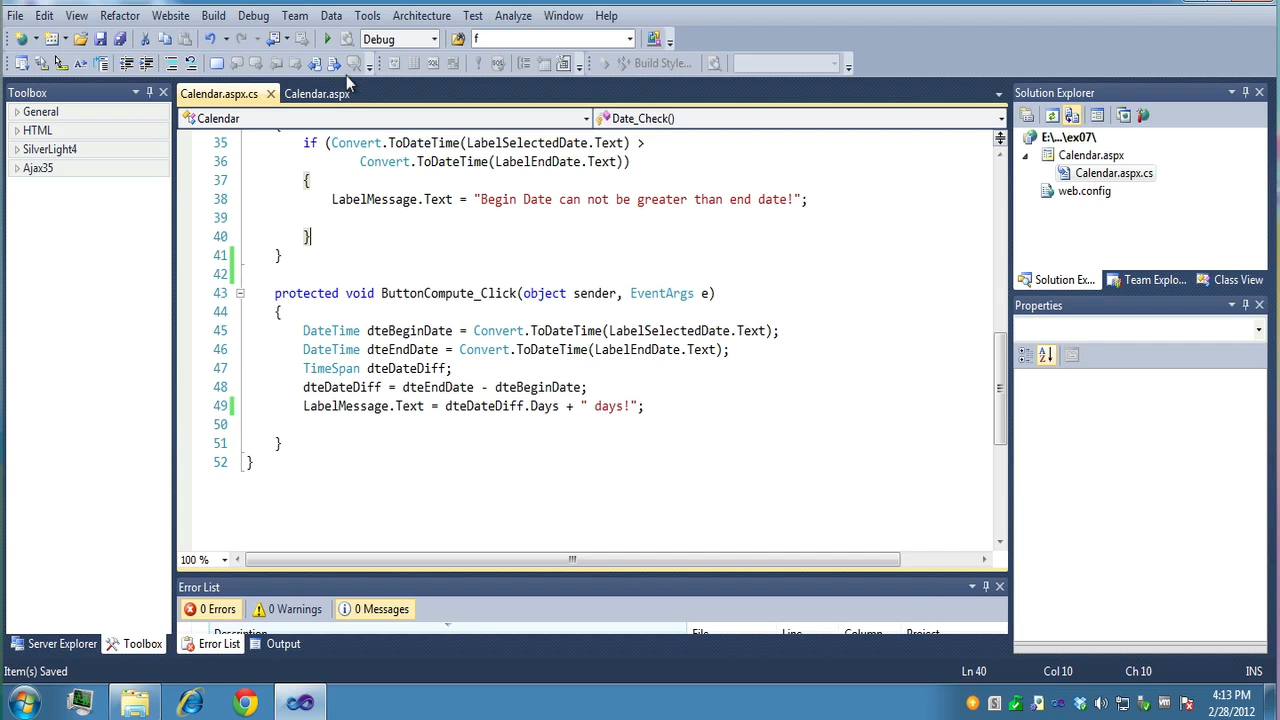 File Edit View Refactor Website Build Debug Team Data Tools Architecture Test Analyze Window Help
Debug f
Build Style...
Toolbox
General
HTML
SilverLight4
Ajax35
Calendar.aspx.cs Calendar.aspx
Calendar Date_Check()
35 if (Convert.ToDateTime(LabelSelectedDate.Text) >
36 Convert.ToDateTime(LabelEndDate.Text))
37 {
38 LabelMessage.Text = "Begin Date can not be greater than end date!";
39
40 }
41 }
42
43 protected void ButtonCompute_Click(object sender, EventArgs e)
44 {
45 DateTime dteBeginDate = Convert.ToDateTime(LabelSelectedDate.Text);
46 DateTime dteEndDate = Convert.ToDateTime(LabelEndDate.Text);
47 TimeSpan dteDateDiff;
48 dteDateDiff = dteEndDate - dteBeginDate;
49 LabelMessage.Text = dteDateDiff.Days + " days!";
50
51 }
52 }
100 %
Error List
0 Errors 0 Warnings 0 Messages
Description File Line Column Project
Server Explorer Toolbox Error List Output
Solution Explorer
E:\...\ex07\
Calendar.aspx
Calendar.aspx.cs
web.config
Solution Ex... Team Explo... Class View
Properties
Item(s) Saved Ln 40 Col 10 Ch 10 INS
4:13 PM
2/28/2012